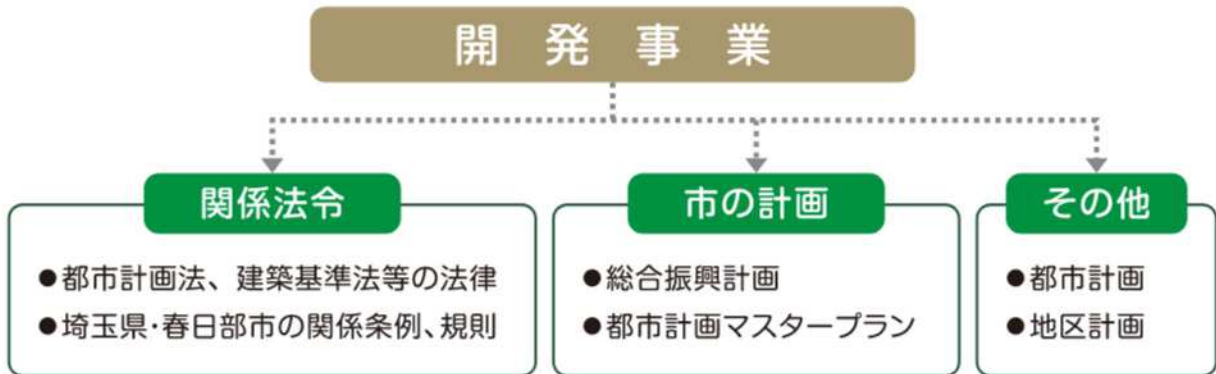 開発事業
関係法令
●都市計画法、建築基準法等の法律
●埼玉県・春日部市の関係条例、規則
市の計画
●総合振興計画
●都市計画マスタープラン
その他
●都市計画
●地区計画